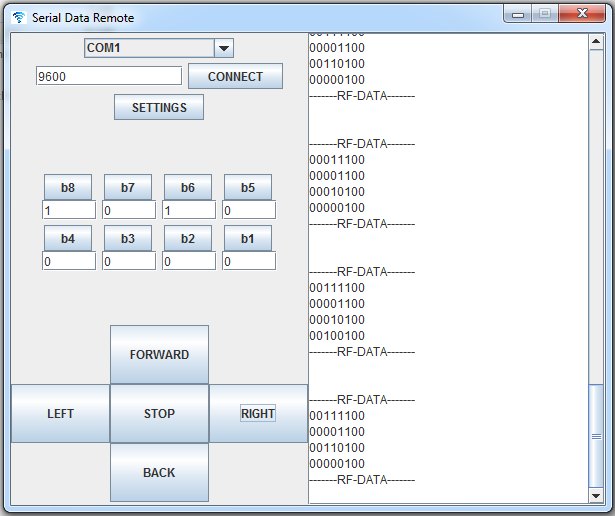 Serial Data Remote
COM1
9600 CONNECT
SETTINGS
b8 b7 b6 b5
1 0 1 0
b4 b3 b2 b1
0 0 0 0
FORWARD
LEFT STOP RIGHT
BACK
00001100
00110100
00000100
-------RF-DATA-------
-------RF-DATA-------
00011100
00001100
00010100
00000100
-------RF-DATA-------
-------RF-DATA-------
00111100
00001100
00010100
00100100
-------RF-DATA-------
-------RF-DATA-------
00111100
00001100
00110100
00000100
-------RF-DATA-------